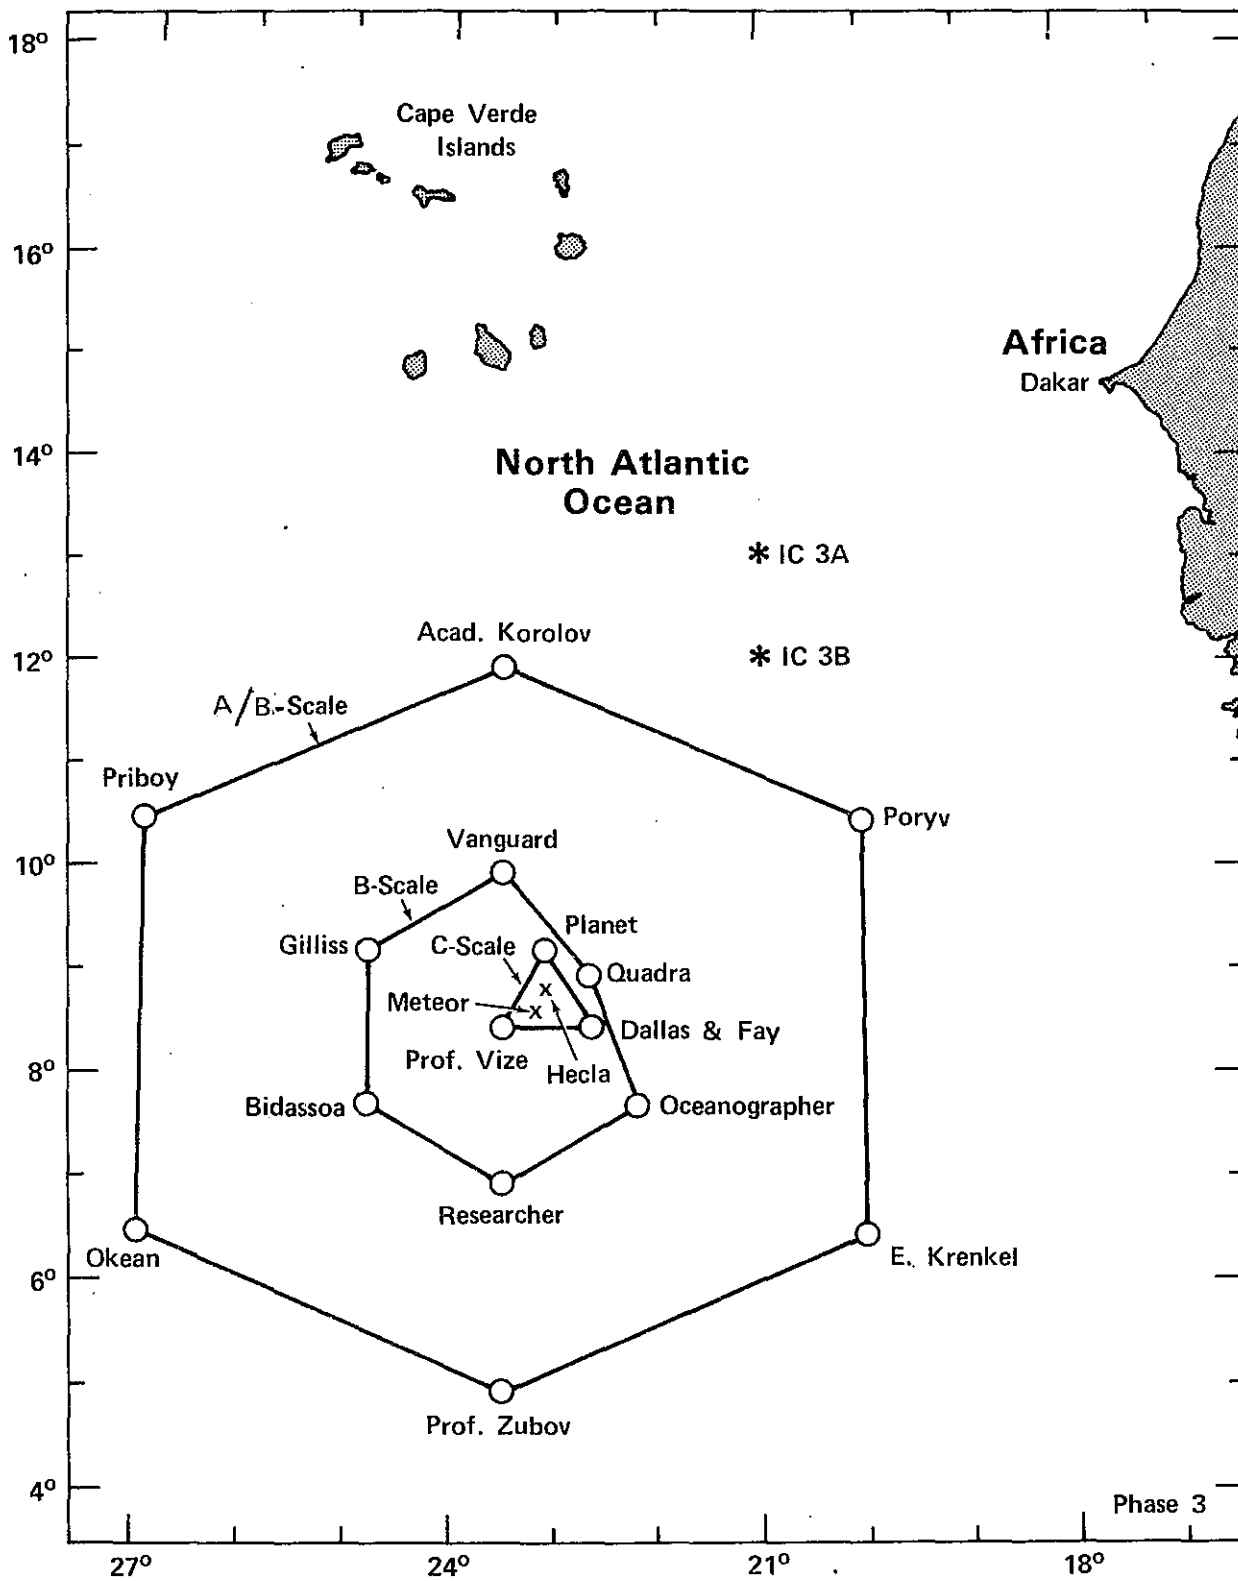 18°
Cape Verde
Islands
16°
Africa
Dakar
14°
North Atlantic
Ocean
* IC 3A
Acad. Korolov
12°
* IC 3B
A/B-Scale
Priboy
Poryv
Vanguard
10°
B-Scale
Planet
Gilliss
C-Scale
Quadra
x
Meteor
x
Dallas & Fay
Prof. Vize
8°
Hecla
Bidassoa
Oceanographer
Researcher
Okean
E. Krenkel
6°
Prof. Zubov
4°
Phase 3
27° 24° 21° 18°